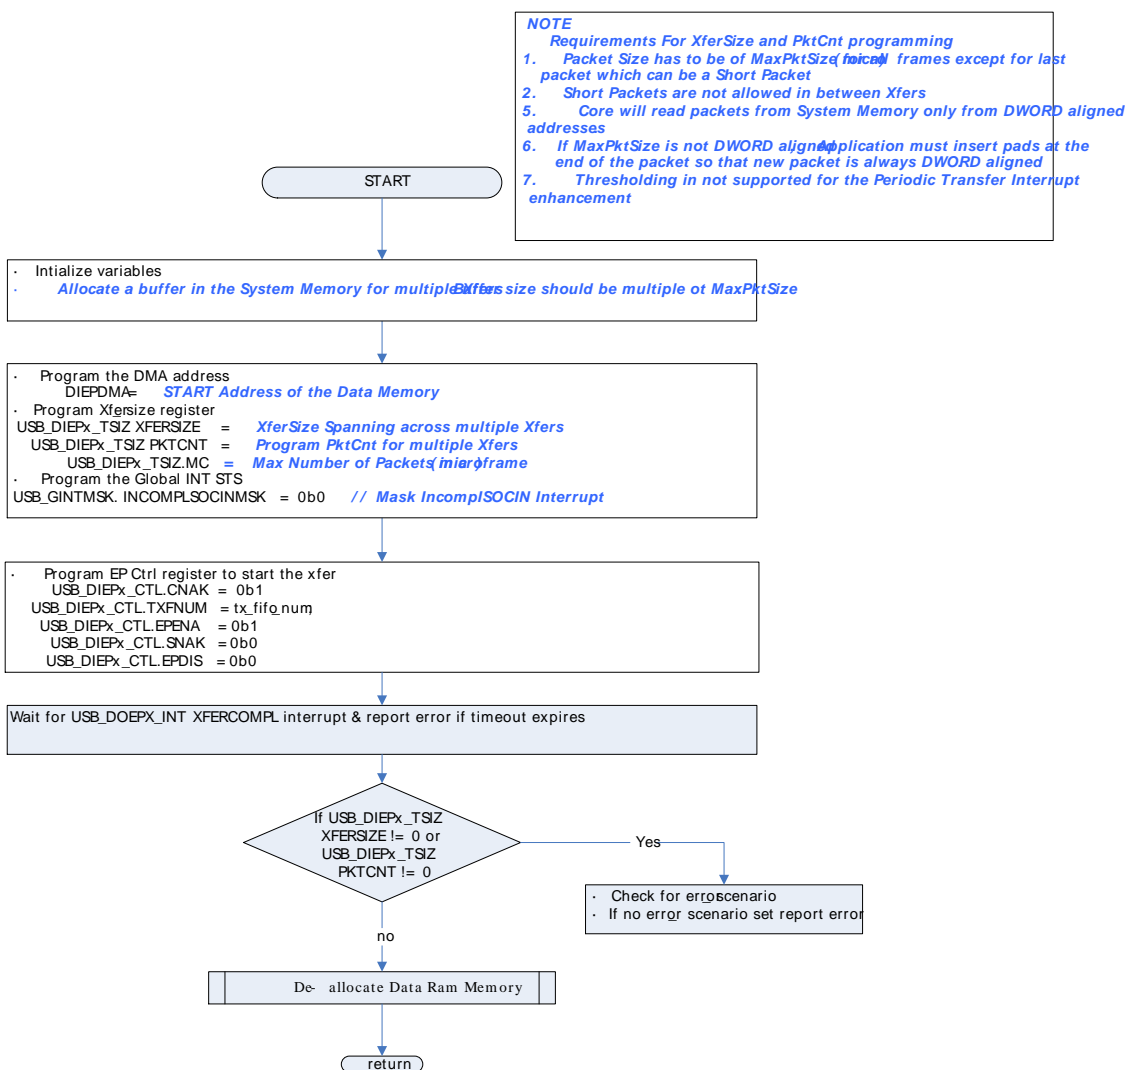 NOTE
Requirements For XferSize and PktCnt programming
1. Packet Size has to be of MaxPktSize for all (micro) frames except for last
packet which can be a Short Packet
2. Short Packets are not allowed in between Xfers
5. Core will read packets from System Memory only from DWORD aligned
addresses
6. If MaxPktSize is not DWORD aligned, Application must insert pads at the
end of the packet so that new packet is always DWORD aligned
7. Thresholding in not supported for the Periodic Transfer Interrupt
enhancement
START
· Intialize variables
· Allocate a buffer in the System Memory for multiple Xfers Buffer size should be multiple ot MaxPktSize
· Program the DMA address
DIEPDMA= START Address of the Data Memory
· Program Xfersize register
USB_DIEPx_TSIZ XFERSIZE = XferSize Spanning across multiple Xfers
USB_DIEPx_TSIZ PKTCNT = Program PktCnt for multiple Xfers
USB_DIEPx_TSIZ.MC = Max Number of Packets in a (micro)frame
· Program the Global INT STS
USB_GINTMSK. INCOMPLSOCINMSK = 0b0 // Mask IncompISOCIN Interrupt
· Program EP Ctrl register to start the xfer
USB_DIEPx_CTL.CNAK = 0b1
USB_DIEPx_CTL.TXFNUM = tx_fifo_num;
USB_DIEPx_CTL.EPENA = 0b1
USB_DIEPx_CTL.SNAK = 0b0
USB_DIEPx_CTL.EPDIS = 0b0
Wait for USB_DOEPX_INT XFERCOMPL interrupt & report error if timeout expires
If USB_DIEPx_TSIZ
XFERSIZE != 0 or
USB_DIEPx_TSIZ
PKTCNT != 0
Yes
· Check for error_scenario
· If no error_scenario set report error
no
De- allocate Data Ram Memory
return